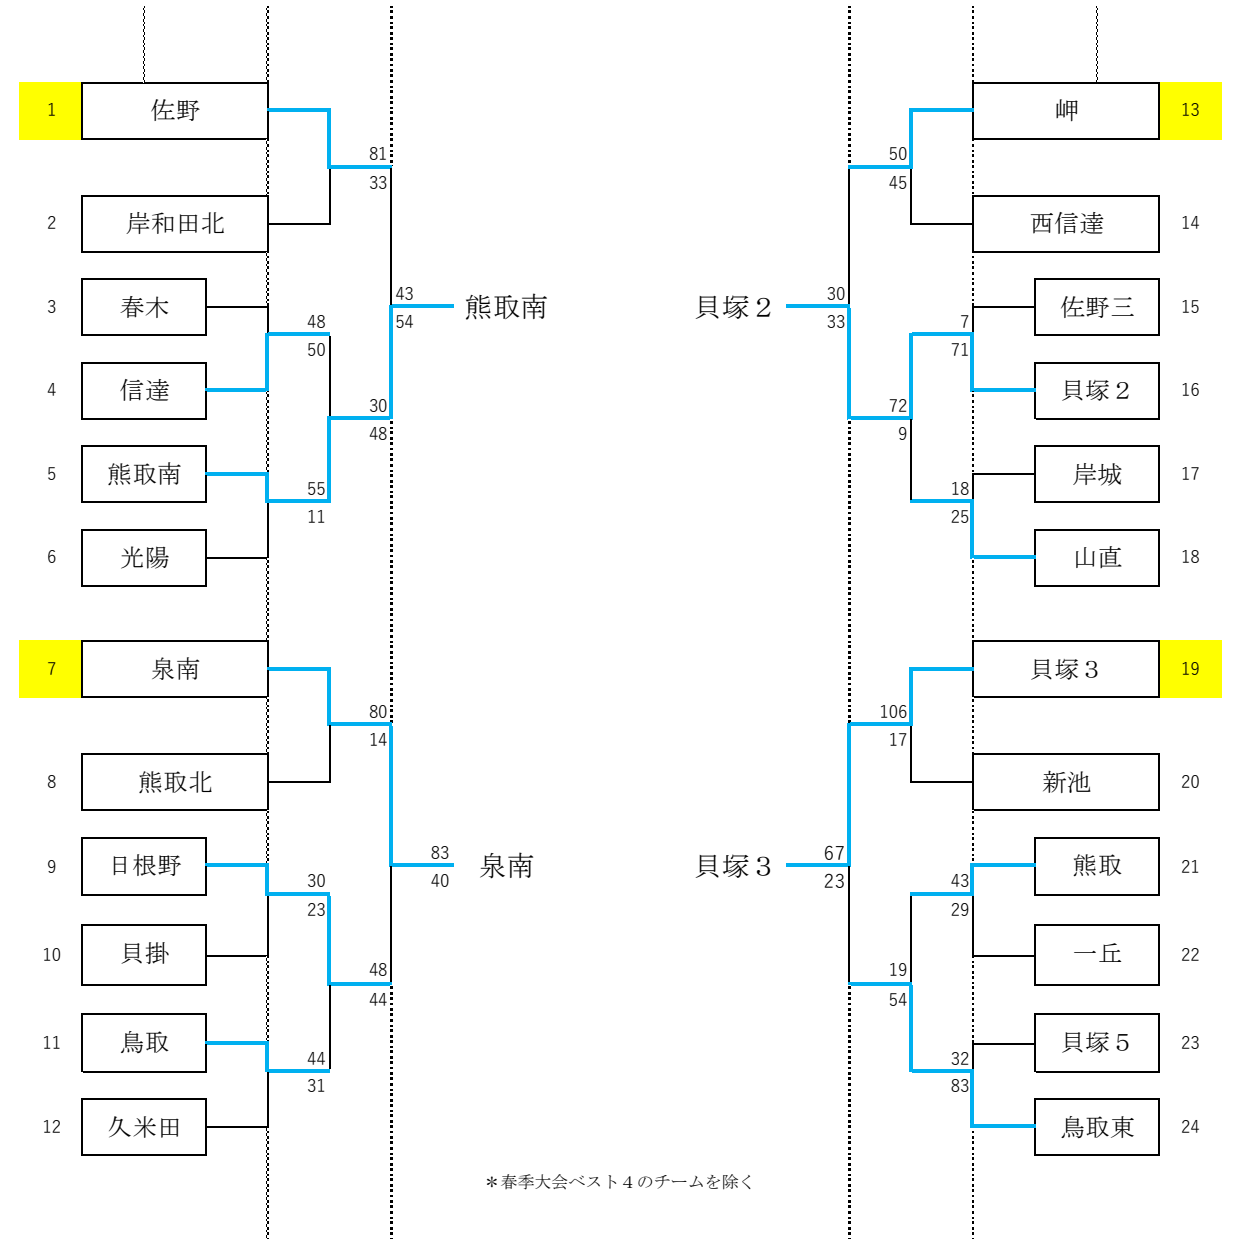 1 佐野
81
33
2 岸和田北
3 春木
43
54
熊取南
48
50
4 信達
30
48
5 熊取南
55
11
6 光陽
7 泉南
80
14
8 熊取北
9 日根野
83
40
泉南
30
23
10 貝掛
48
44
11 鳥取
44
31
12 久米田
岬 13
50
45
西信達 14
佐野三 15
貝塚２
30
33
7
71
貝塚２ 16
72
9
岸城 17
18
25
山直 18
貝塚３ 19
106
17
新池 20
熊取 21
貝塚３
67
23
43
29
一丘 22
19
54
貝塚５ 23
32
83
鳥取東 24
＊春季大会ベスト４のチームを除く